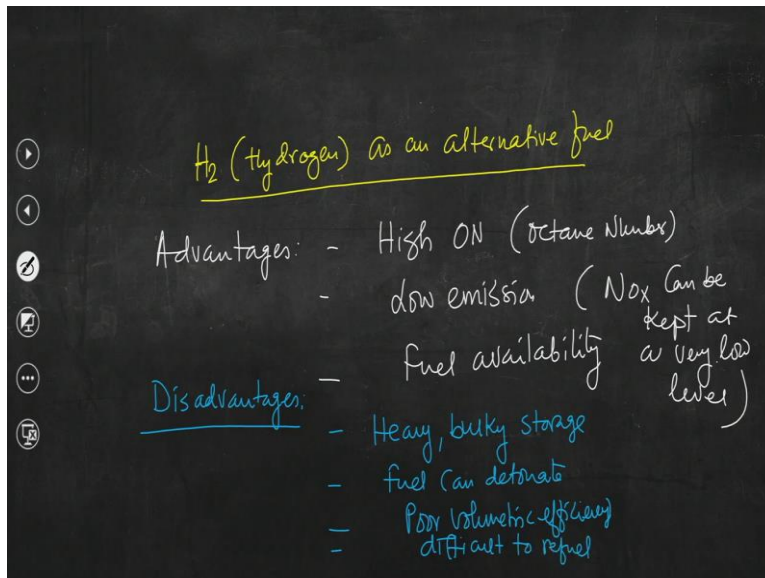 H2 (Hydrogen) as an alternative fuel
Advantages: - High ON (octane Number)
- Low emission (NOx can be
kept at
- Fuel availability a very low
level)
Disadvantages:
- Heavy, bulky storage
- Fuel can detonate
- Poor volumetric efficiency
- difficult to refuel